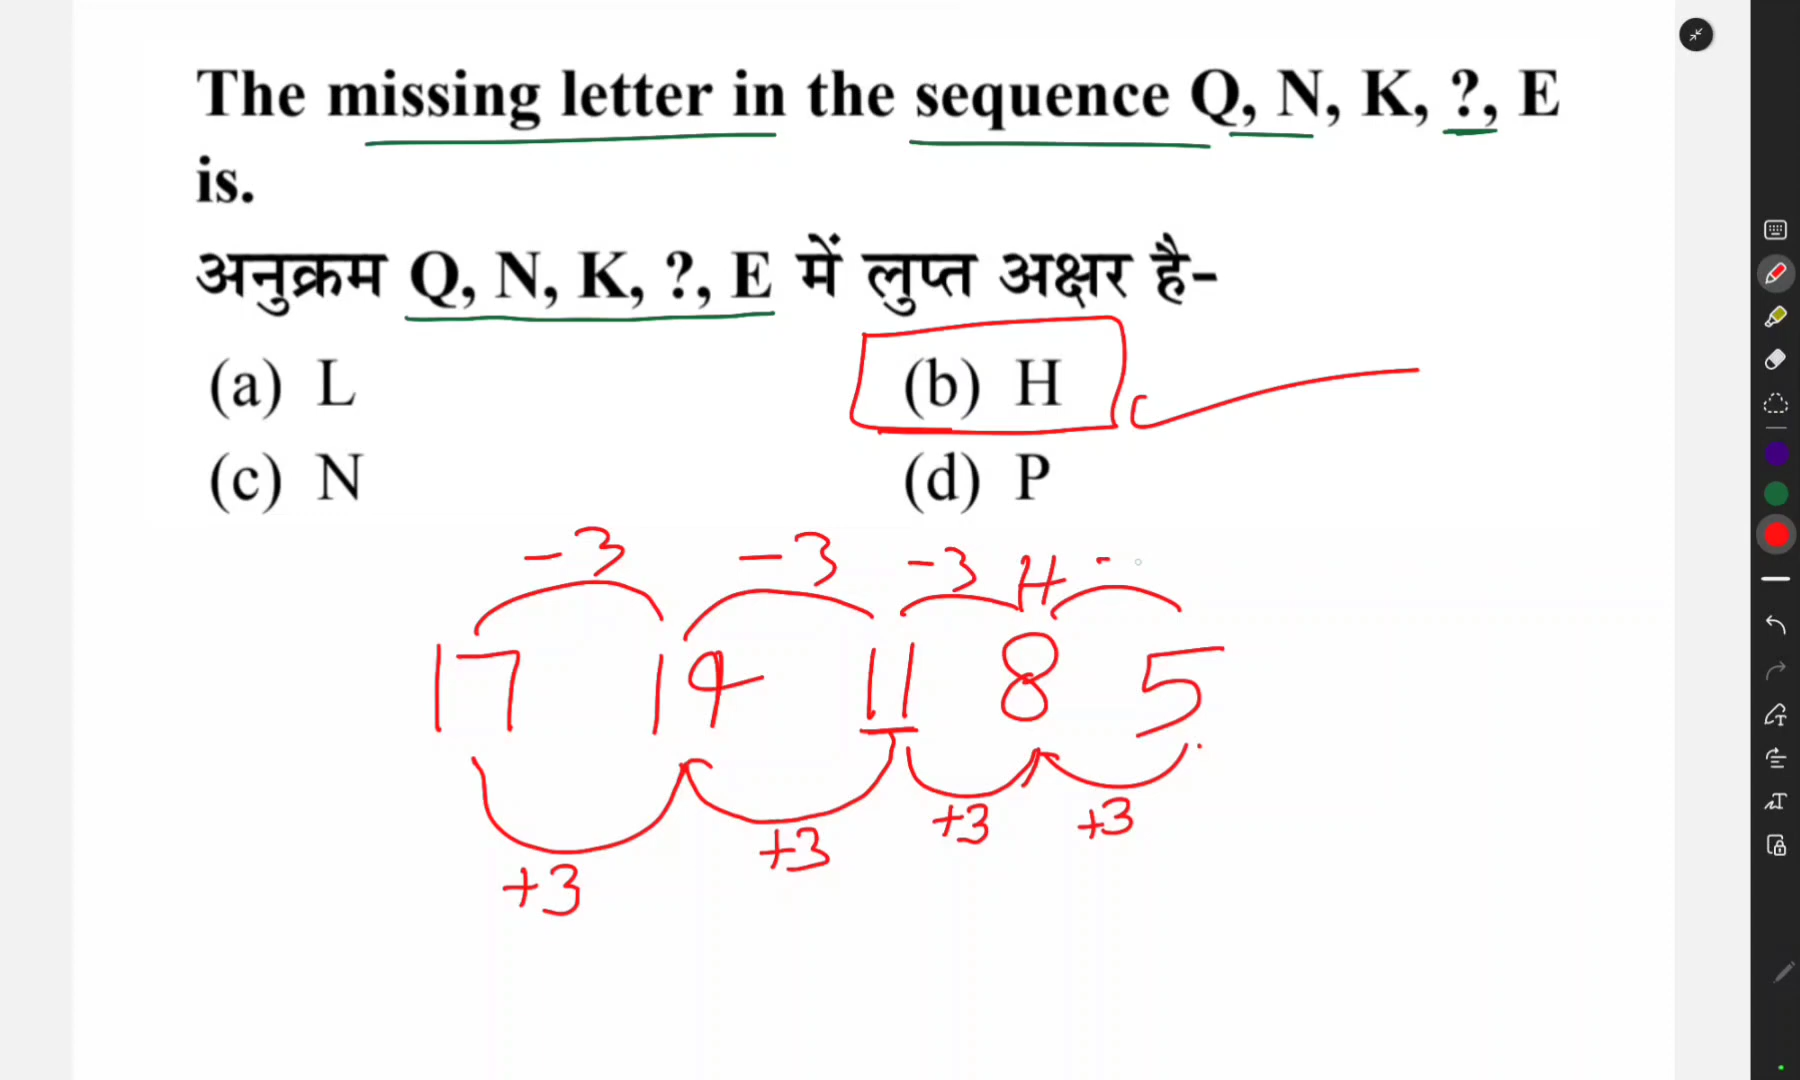 The missing letter in the sequence Q, N, K, ?, E
is.
अनुक्रम Q, N, K, ?, E में लुप्त अक्षर है-
(a) L (b) H
(c) N (d) P
-3 -3 -3 H -
17 14 11 8 5
+3 +3 +3 +3